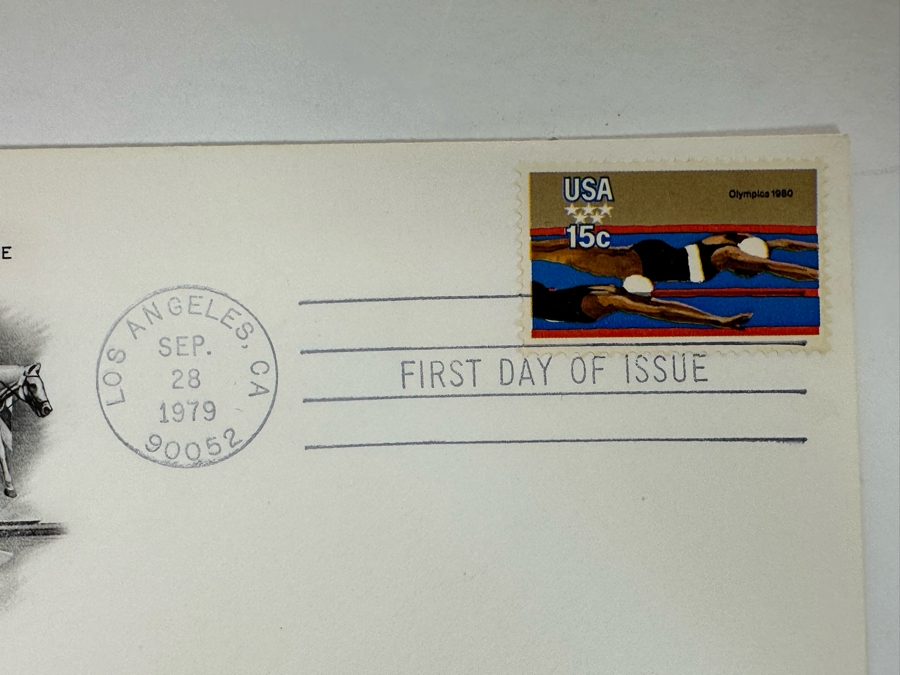 USA
Olympics 1980
15c
E
LOS ANGELES, CA
SEP.
28
1979
90052
FIRST DAY OF ISSUE